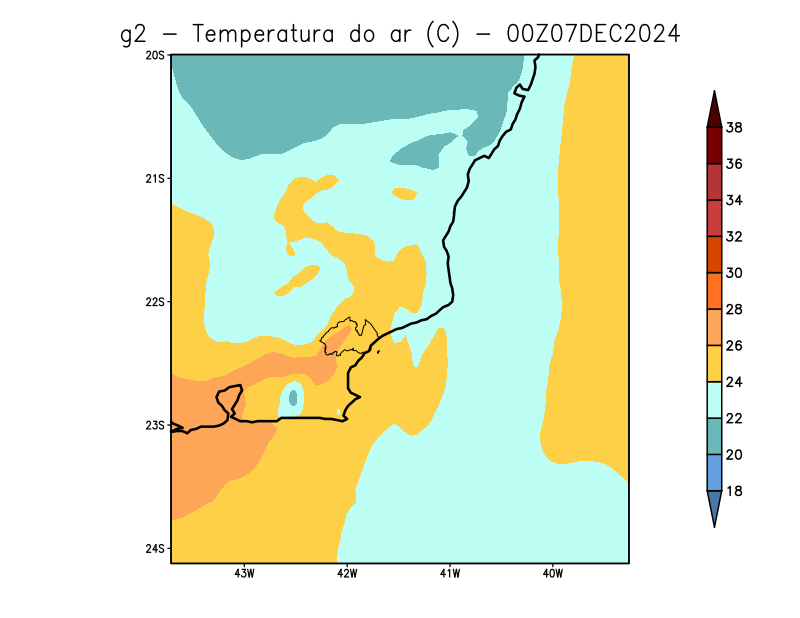 g2 – Temperatura do ar (C) – 00Z07DEC2024
20S
21S
22S
23S
24S
43W
42W
41W
40W
38
36
34
32
30
28
26
24
22
20
18